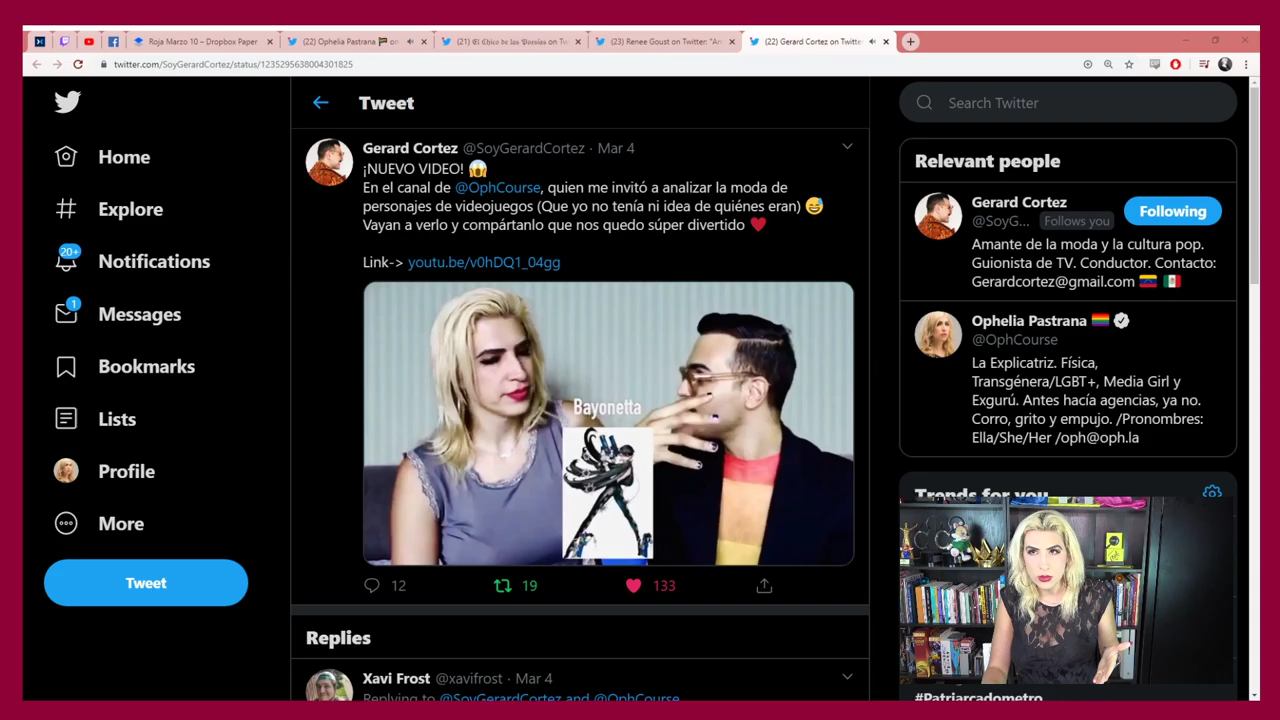 Roja Marzo 10 – Dropbox Paper
(22) Ophelia Pastrana 🏴 on
(21) El Chico de las Poesías on Tw
(23) Renee Goust on Twitter: "An
(22) Gerard Cortez on Twitte
twitter.com/SoyGerardCortez/status/1235295638004301825
Home
Explore
20+
Notifications
1
Messages
Bookmarks
Lists
Profile
More
Tweet
Tweet
Gerard Cortez @SoyGerardCortez · Mar 4
¡NUEVO VIDEO! 😱
En el canal de @OphCourse, quien me invitó a analizar la moda de
personajes de videojuegos (Que yo no tenía ni idea de quiénes eran) 😅
Vayan a verlo y compártanlo que nos quedo súper divertido ♥
Link-> youtu.be/v0hDQ1_04gg
Bayonetta
12
19
133
Replies
Xavi Frost @xavifrost · Mar 4
Replying to @SoyGerardCortez and @OphCourse
Search Twitter
Relevant people
Gerard Cortez
@SoyG... Follows you
Following
Amante de la moda y la cultura pop.
Guionista de TV. Conductor. Contacto:
Gerardcortez@gmail.com 🇻🇪 🇲🇽
Ophelia Pastrana 🏳️‍🌈
@OphCourse
La Explicatriz. Física,
Transgénera/LGBT+, Media Girl y
Exgurú. Antes hacía agencias, ya no.
Corro, grito y empujo. /Pronombres:
Ella/She/Her /oph@oph.la
Trends for you
#Patriarcadometro